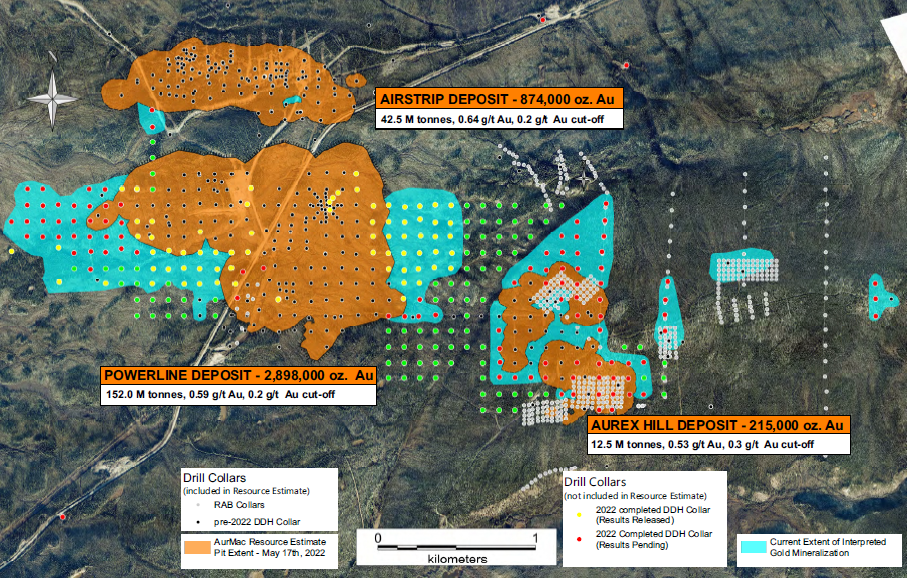 AIRSTRIP DEPOSIT - 874,000 oz. Au
42.5 M tonnes, 0.64 g/t Au, 0.2 g/t Au cut-off
POWERLINE DEPOSIT - 2,898,000 oz. Au
152.0 M tonnes, 0.59 g/t Au, 0.2 g/t Au cut-off
AUREX HILL DEPOSIT - 215,000 oz. Au
12.5 M tonnes, 0.53 g/t Au, 0.3 g/t Au cut-off
Drill Collars
(included in Resource Estimate)
RAB Collars
pre-2022 DDH Collar
AurMac Resource Estimate
Pit Extent - May 17th, 2022
0 1
kilometers
Drill Collars
(not included in Resource Estimate)
2022 completed DDH Collar
(Results Released)
2022 Completed DDH Collar
(Results Pending)
Current Extent of Interpreted
Gold Mineralization